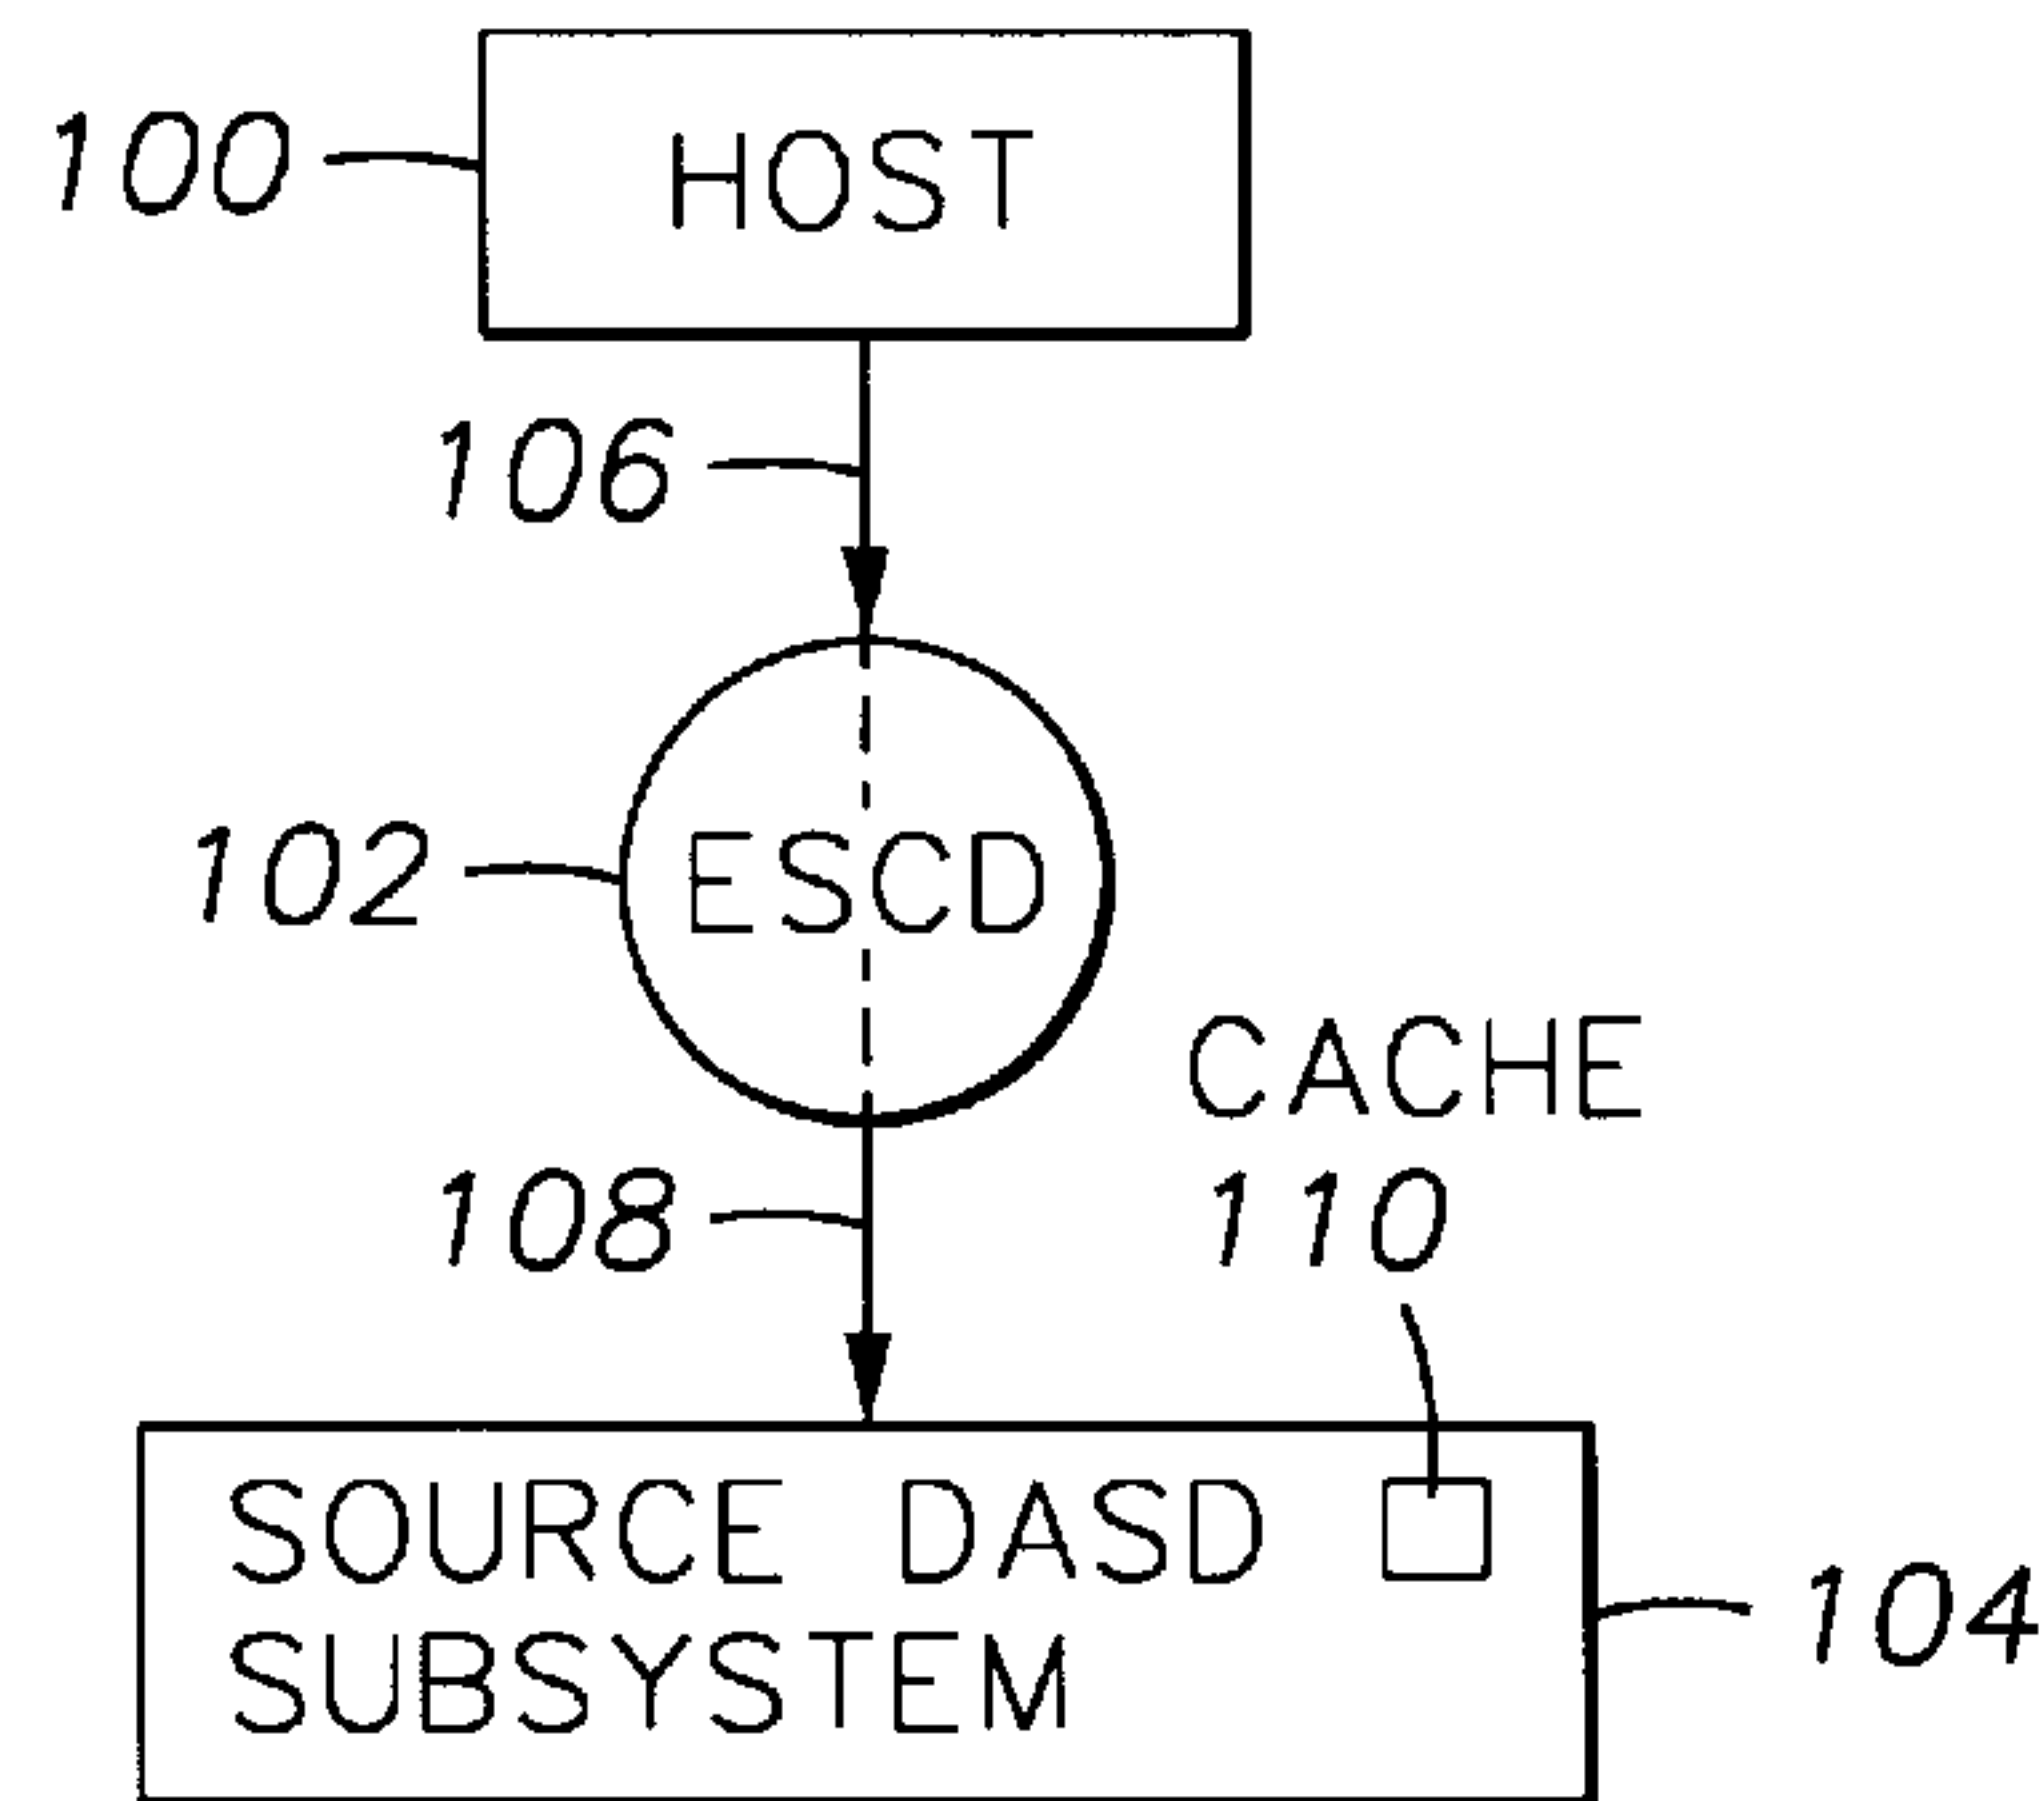 100
HOST
106
102
ESCD
CACHE
108
110
SOURCE DASD
104
SUBSYSTEM